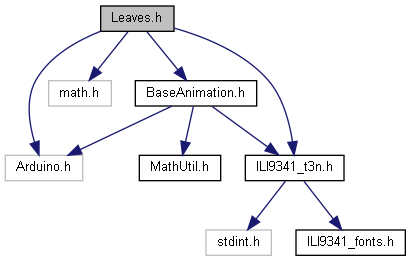 Leaves.h
math.h
BaseAnimation.h
Arduino.h
MathUtil.h
ILI9341_t3n.h
stdint.h
ILI9341_fonts.h